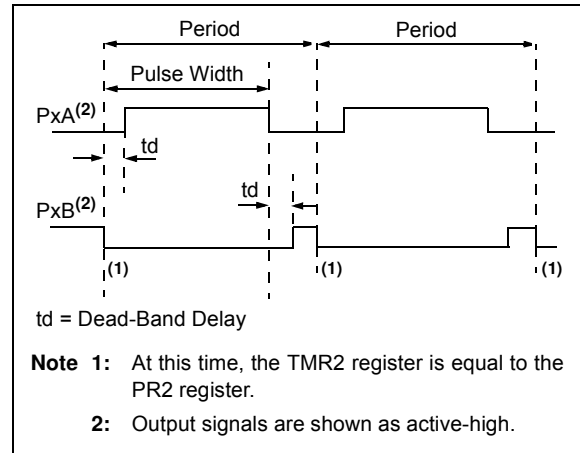 Period Period
Pulse Width
PxA(2)
td
td
PxB(2)
(1) (1) (1)
td = Dead-Band Delay
Note 1: At this time, the TMR2 register is equal to the
PR2 register.
2: Output signals are shown as active-high.